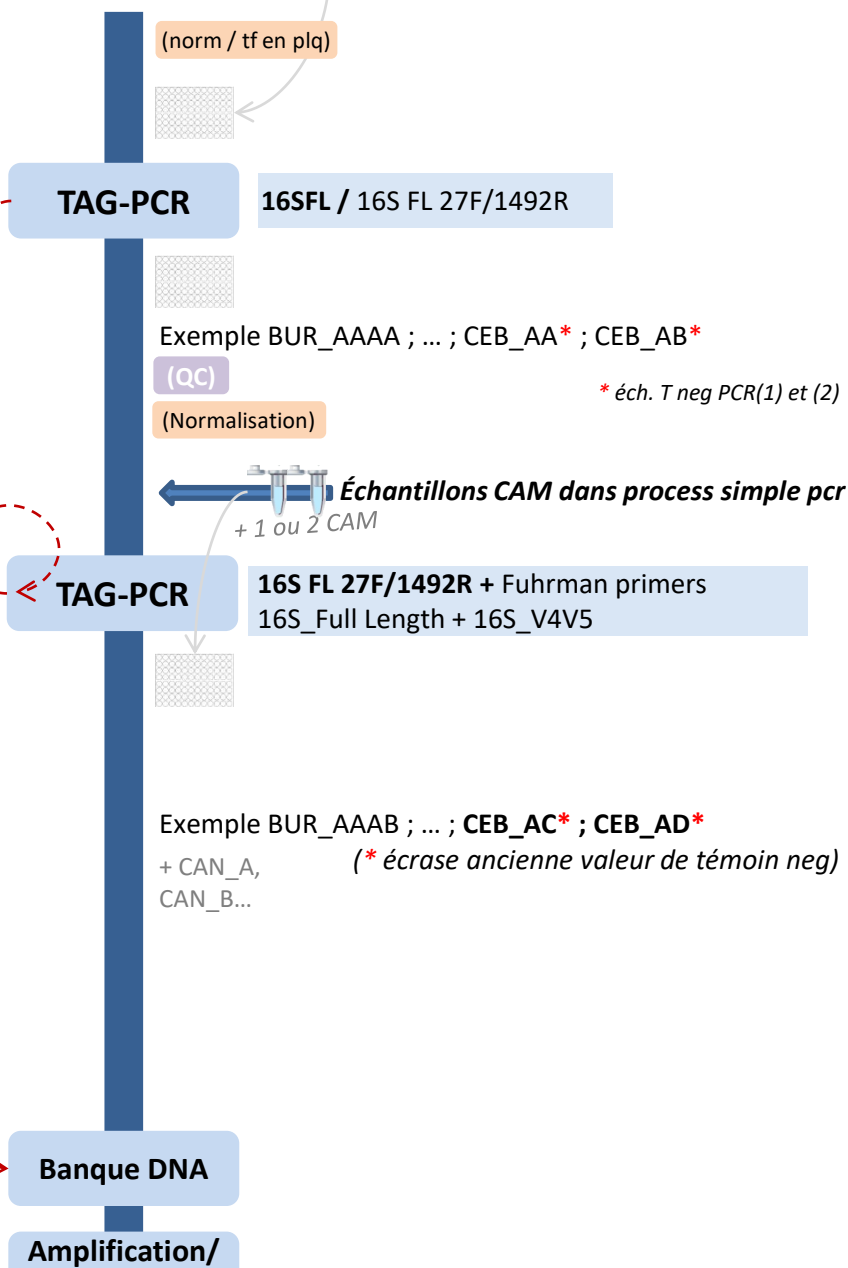 (norm / tf en plq)
TAG-PCR
16SFL / 16S FL 27F/1492R
Exemple BUR_AAAA ; … ; CEB_AA* ; CEB_AB*
(QC)
* éch. T neg PCR(1) et (2)
(Normalisation)
Échantillons CAM dans process simple pcr
+ 1 ou 2 CAM
TAG-PCR
16S FL 27F/1492R + Fuhrman primers
16S_Full Length + 16S_V4V5
Exemple BUR_AAAB ; … ; CEB_AC* ; CEB_AD*
(* écrase ancienne valeur de témoin neg)
+ CAN_A,
CAN_B…
Banque DNA
Amplification/